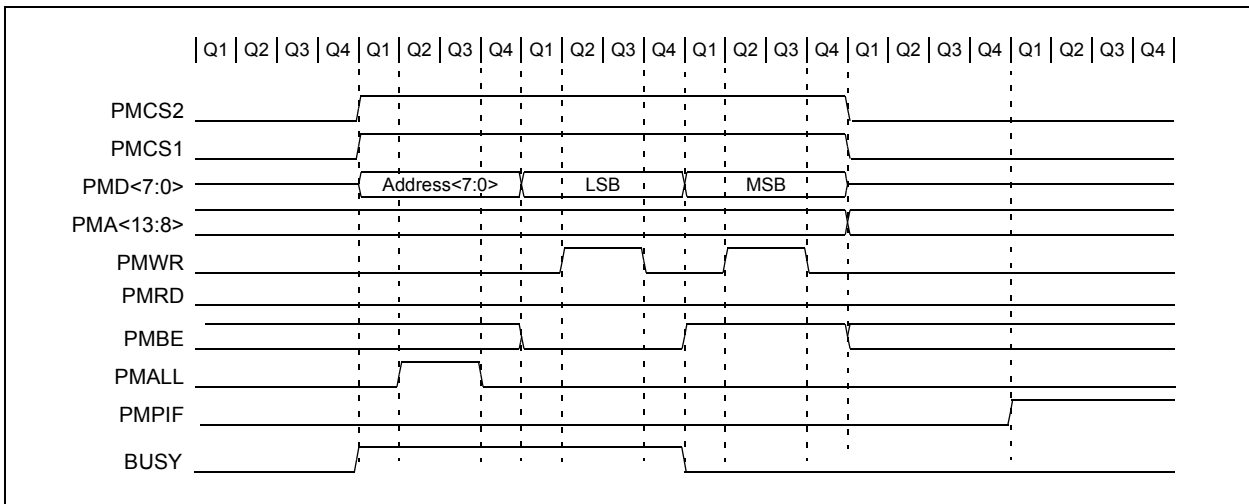 Q1 Q2 Q3 Q4 Q1 Q2 Q3 Q4 Q1 Q2 Q3 Q4 Q1 Q2 Q3 Q4 Q1 Q2 Q3 Q4 Q1 Q2 Q3 Q4
PMCS2
PMCS1
PMD<7:0> Address<7:0> LSB MSB
PMA<13:8>
PMWR
PMRD
PMBE
PMALL
PMPIF
BUSY